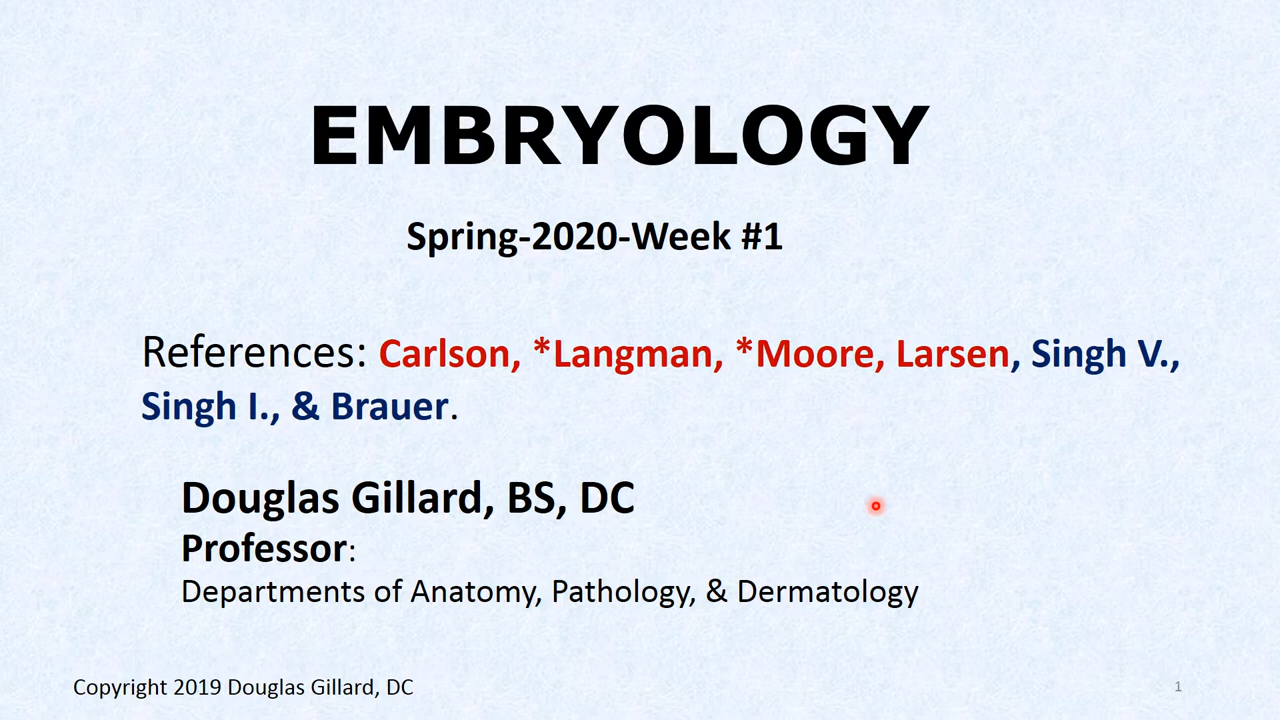 EMBRYOLOGY
Spring-2020-Week #1
References: Carlson, *Langman, *Moore, Larsen, Singh V.,
Singh I., & Brauer.
Douglas Gillard, BS, DC
Professor:
Departments of Anatomy, Pathology, & Dermatology
Copyright 2019 Douglas Gillard, DC
1